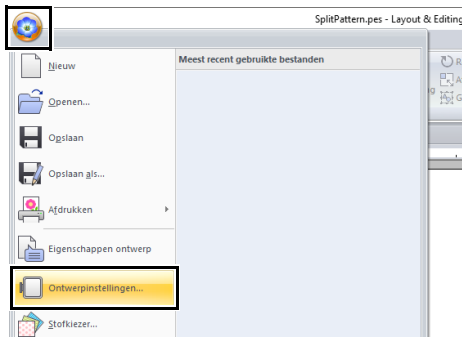 SplitPattern.pes - Layout & Editing
Nieuw
Meest recent gebruikte bestanden
Openen...
Opslaan
Opslaan als...
Afdrukken
Eigenschappen ontwerp
Ontwerpinstellingen...
Stofkiezer...
R
A
g
G